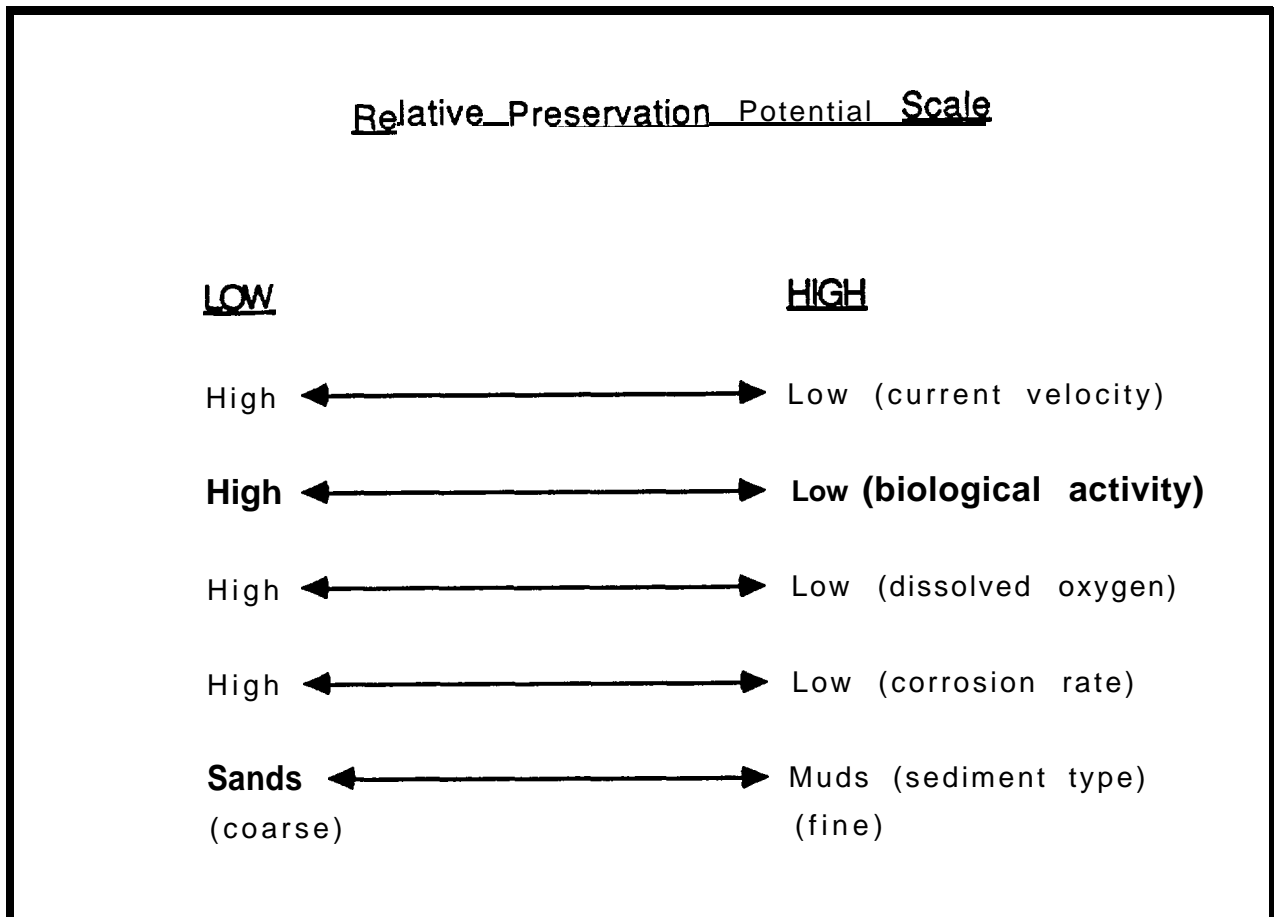 Relative Preservation Potential Scale
LOW HIGH
High Low (current velocity)
High Low (biological activity)
High Low (dissolved oxygen)
High Low (corrosion rate)
Sands Muds (sediment type)
(coarse) (fine)